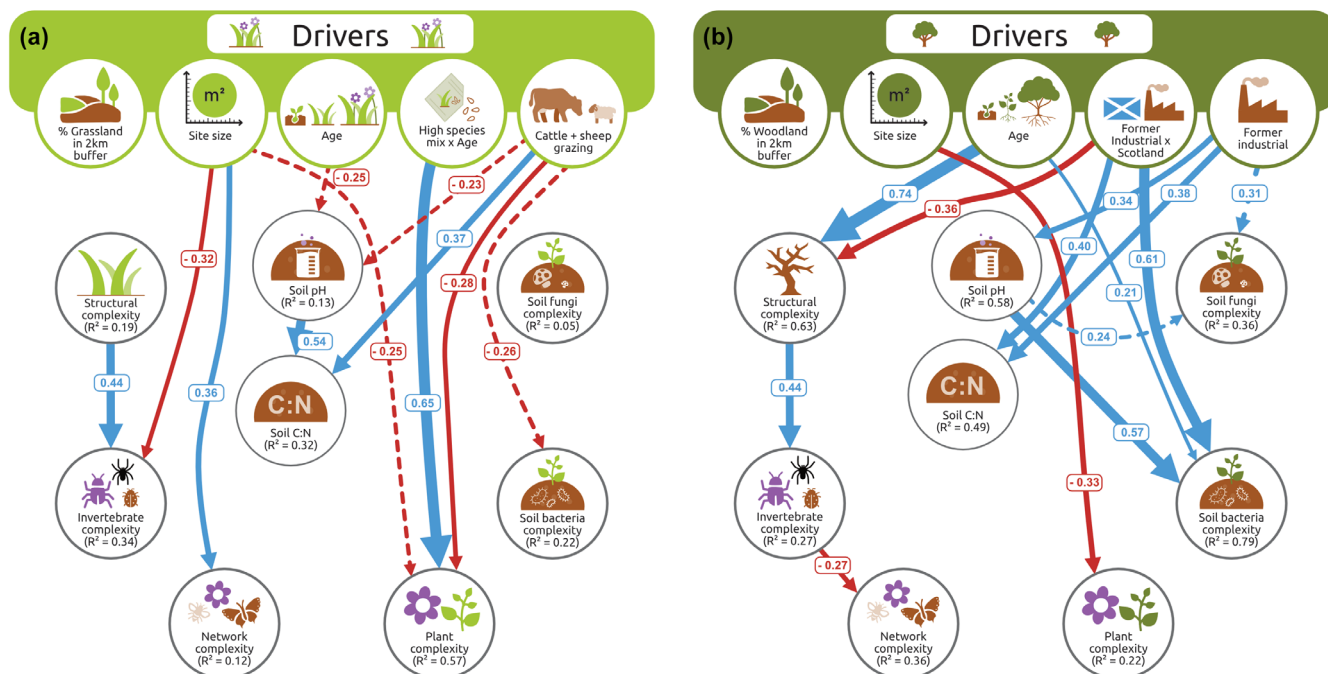 (a)
Drivers
% Grassland
in 2km
buffer
m²
Site size
Age
High species
mix x Age
Cattle + sheep
grazing
- 0.25
- 0.23
- 0.32
0.37
- 0.28
Structural
complexity
(R² = 0.19)
Soil pH
(R² = 0.13)
Soil fungi
complexity
(R² = 0.05)
0.54
- 0.25
- 0.26
0.44
0.36
0.65
C:N
Soil C:N
(R² = 0.32)
Invertebrate
complexity
(R² = 0.34)
Soil bacteria
complexity
(R² = 0.22)
Network
complexity
(R² = 0.12)
Plant
complexity
(R² = 0.57)
(b)
Drivers
% Woodland
in 2km
buffer
m²
Site size
Age
Former
Industrial x
Scotland
Former
industrial
0.74
- 0.36
0.34
0.38
0.31
0.40
0.61
0.21
Structural
complexity
(R² = 0.63)
Soil pH
(R² = 0.58)
Soil fungi
complexity
(R² = 0.36)
0.24
0.44
C:N
Soil C:N
(R² = 0.49)
0.57
- 0.33
Invertebrate
complexity
(R² = 0.27)
Soil bacteria
complexity
(R² = 0.79)
- 0.27
Network
complexity
(R² = 0.36)
Plant
complexity
(R² = 0.22)